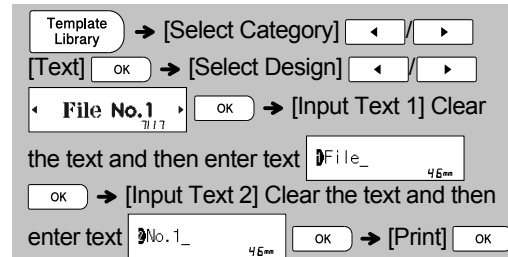 Template
Library → [Select Category] ◂ / ▸
[Text] OK → [Select Design] ◂ / ▸
◂ File No.1 ▸ 7/17 OK → [Input Text 1] Clear
the text and then enter text 1File_ 46mm
OK → [Input Text 2] Clear the text and then
enter text 2No.1_ 46mm OK → [Print] OK